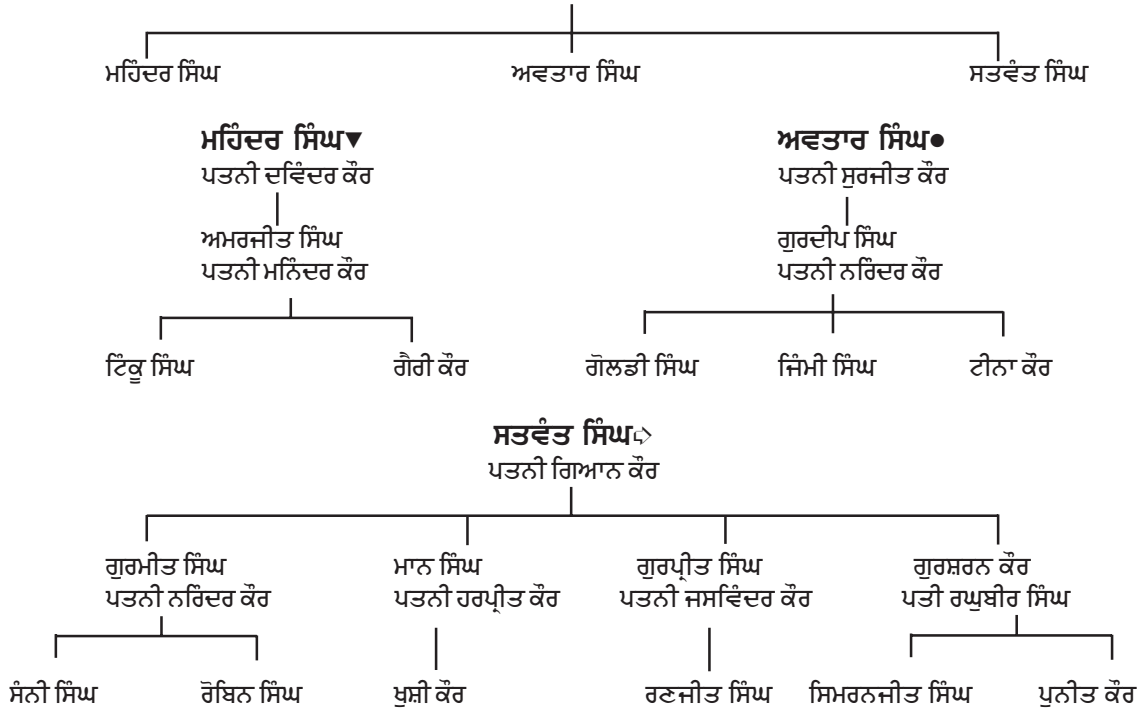 ਮਹਿੰਦਰ ਸਿੰਘ ਅਵਤਾਰ ਸਿੰਘ ਸਤਵੰਤ ਸਿੰਘ
ਮਹਿੰਦਰ ਸਿੰਘ▼ ਅਵਤਾਰ ਸਿੰਘ●
ਪਤਨੀ ਦਵਿੰਦਰ ਕੌਰ ਪਤਨੀ ਸੁਰਜੀਤ ਕੌਰ
ਅਮਰਜੀਤ ਸਿੰਘ ਗੁਰਦੀਪ ਸਿੰਘ
ਪਤਨੀ ਮਨਿੰਦਰ ਕੌਰ ਪਤਨੀ ਨਰਿੰਦਰ ਕੌਰ
ਟਿੰਕੂ ਸਿੰਘ ਗੈਰੀ ਕੌਰ ਗੋਲਡੀ ਸਿੰਘ ਜਿੰਮੀ ਸਿੰਘ ਟੀਨਾ ਕੌਰ
ਸਤਵੰਤ ਸਿੰਘ➪
ਪਤਨੀ ਗਿਆਨ ਕੌਰ
ਗੁਰਮੀਤ ਸਿੰਘ ਮਾਨ ਸਿੰਘ ਗੁਰਪ੍ਰੀਤ ਸਿੰਘ ਗੁਰਸ਼ਰਨ ਕੌਰ
ਪਤਨੀ ਨਰਿੰਦਰ ਕੌਰ ਪਤਨੀ ਹਰਪ੍ਰੀਤ ਕੌਰ ਪਤਨੀ ਜਸਵਿੰਦਰ ਕੌਰ ਪਤੀ ਰਘੁਬੀਰ ਸਿੰਘ
ਸੰਨੀ ਸਿੰਘ ਰੋਬਿਨ ਸਿੰਘ ਖੁਸ਼ੀ ਕੌਰ ਰਣਜੀਤ ਸਿੰਘ ਸਿਮਰਨਜੀਤ ਸਿੰਘ ਪੁਨੀਤ ਕੌਰ